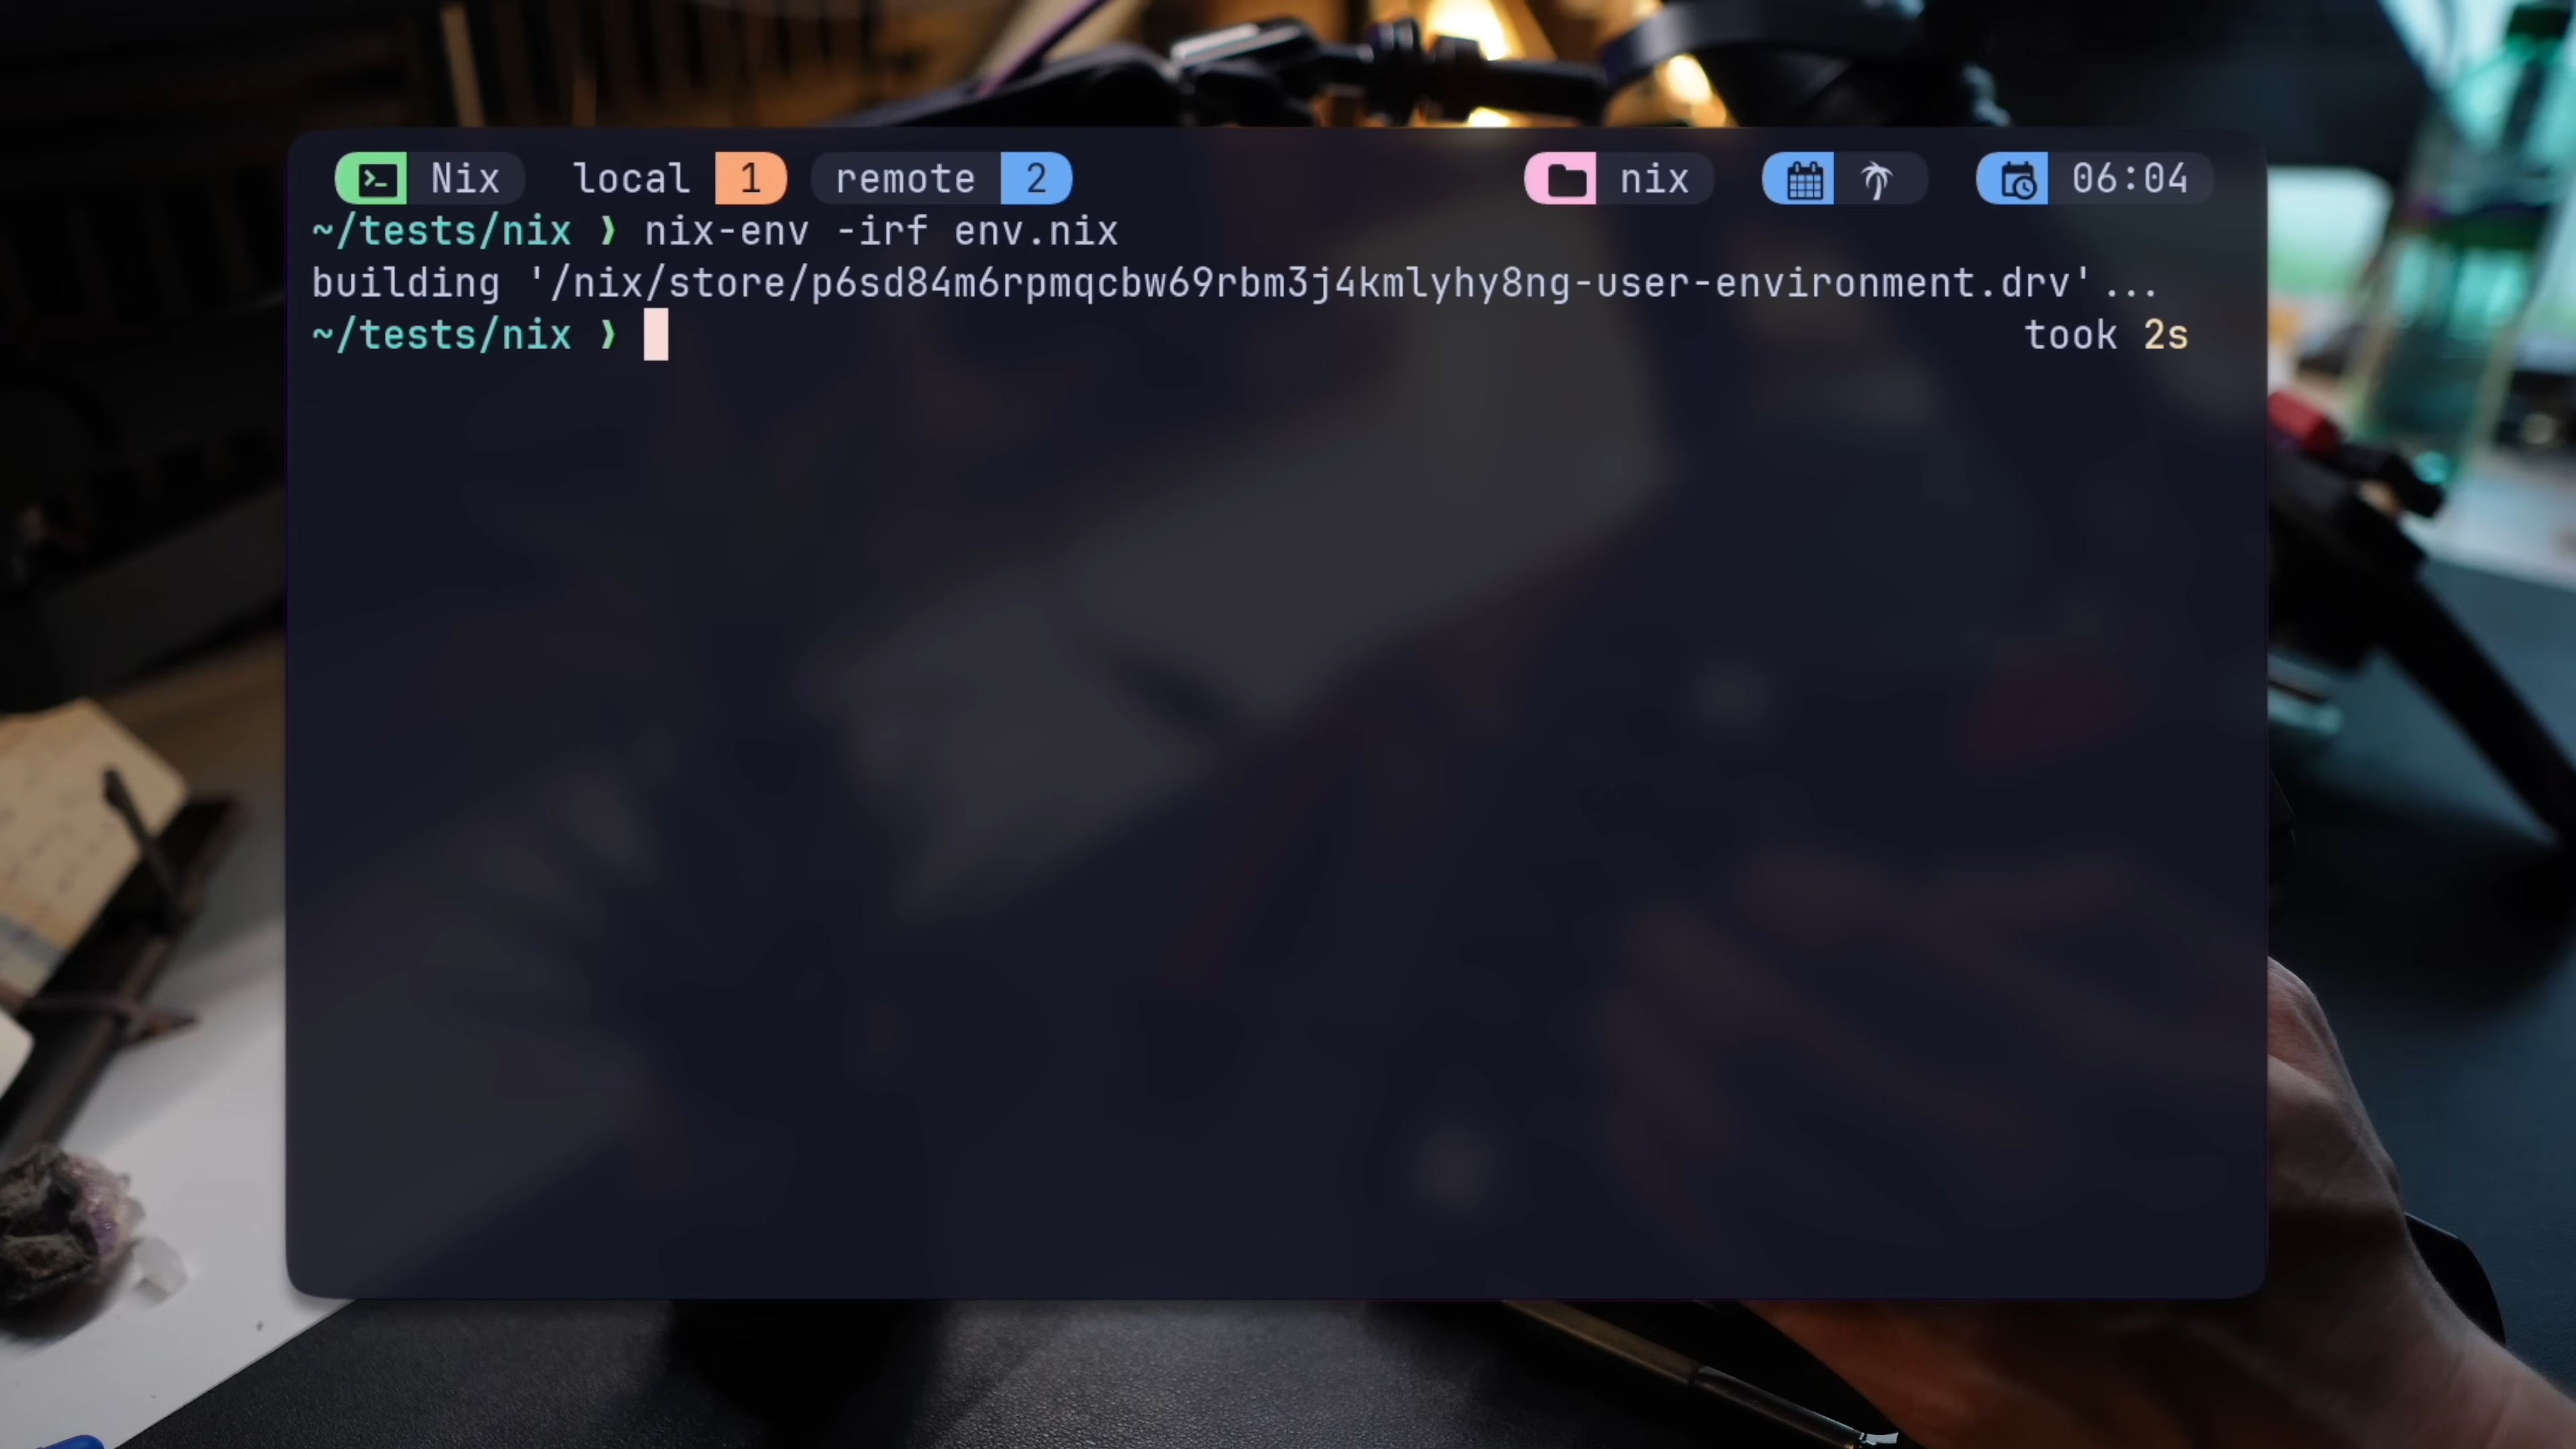 Nix local 1 remote 2 nix 06:04
~/tests/nix ❯ nix-env -irf env.nix
building '/nix/store/p6sd84m6rpmqcbw69rbm3j4kmlyhy8ng-user-environment.drv'...
~/tests/nix ❯ took 2s